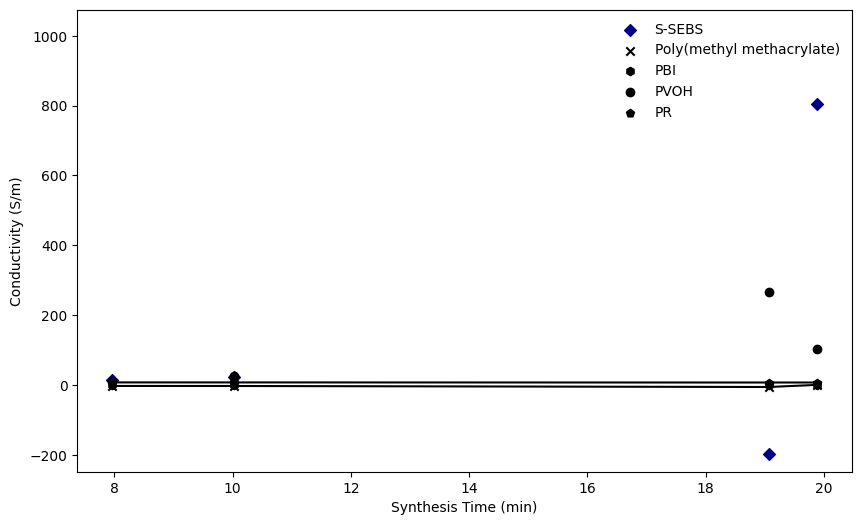 1000
800
600
400
200
0
−200
8
10
12
14
16
18
20
Conductivity (S/m)
Synthesis Time (min)
S-SEBS
Poly(methyl methacrylate)
PBI
PVOH
PR